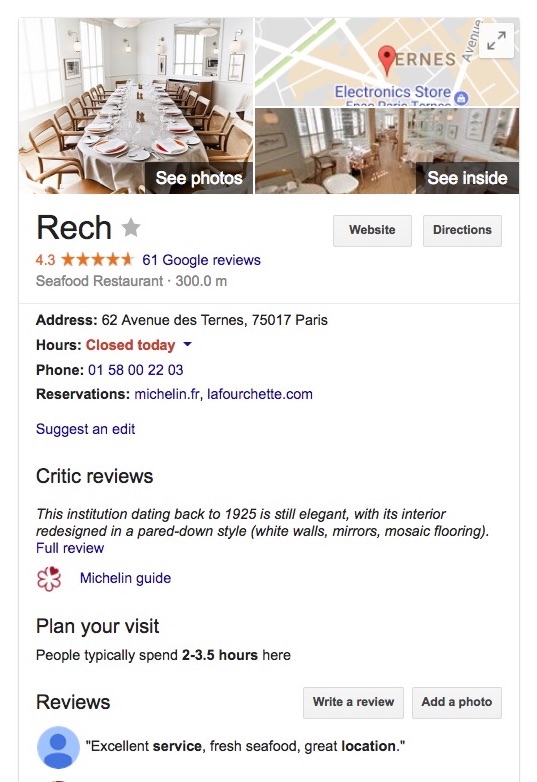 Avenue
TERNES
Electronics Store
Fnac Paris Ternes
See photos
See inside
Rech
Website
Directions
4.3
61 Google reviews
Seafood Restaurant · 300.0 m
Address: 62 Avenue des Ternes, 75017 Paris
Hours: Closed today
Phone: 01 58 00 22 03
Reservations: michelin.fr, lafourchette.com
Suggest an edit
Critic reviews
This institution dating back to 1925 is still elegant, with its interior
redesigned in a pared-down style (white walls, mirrors, mosaic flooring).
Full review
Michelin guide
Plan your visit
People typically spend 2-3.5 hours here
Reviews
Write a review
Add a photo
"Excellent service, fresh seafood, great location."